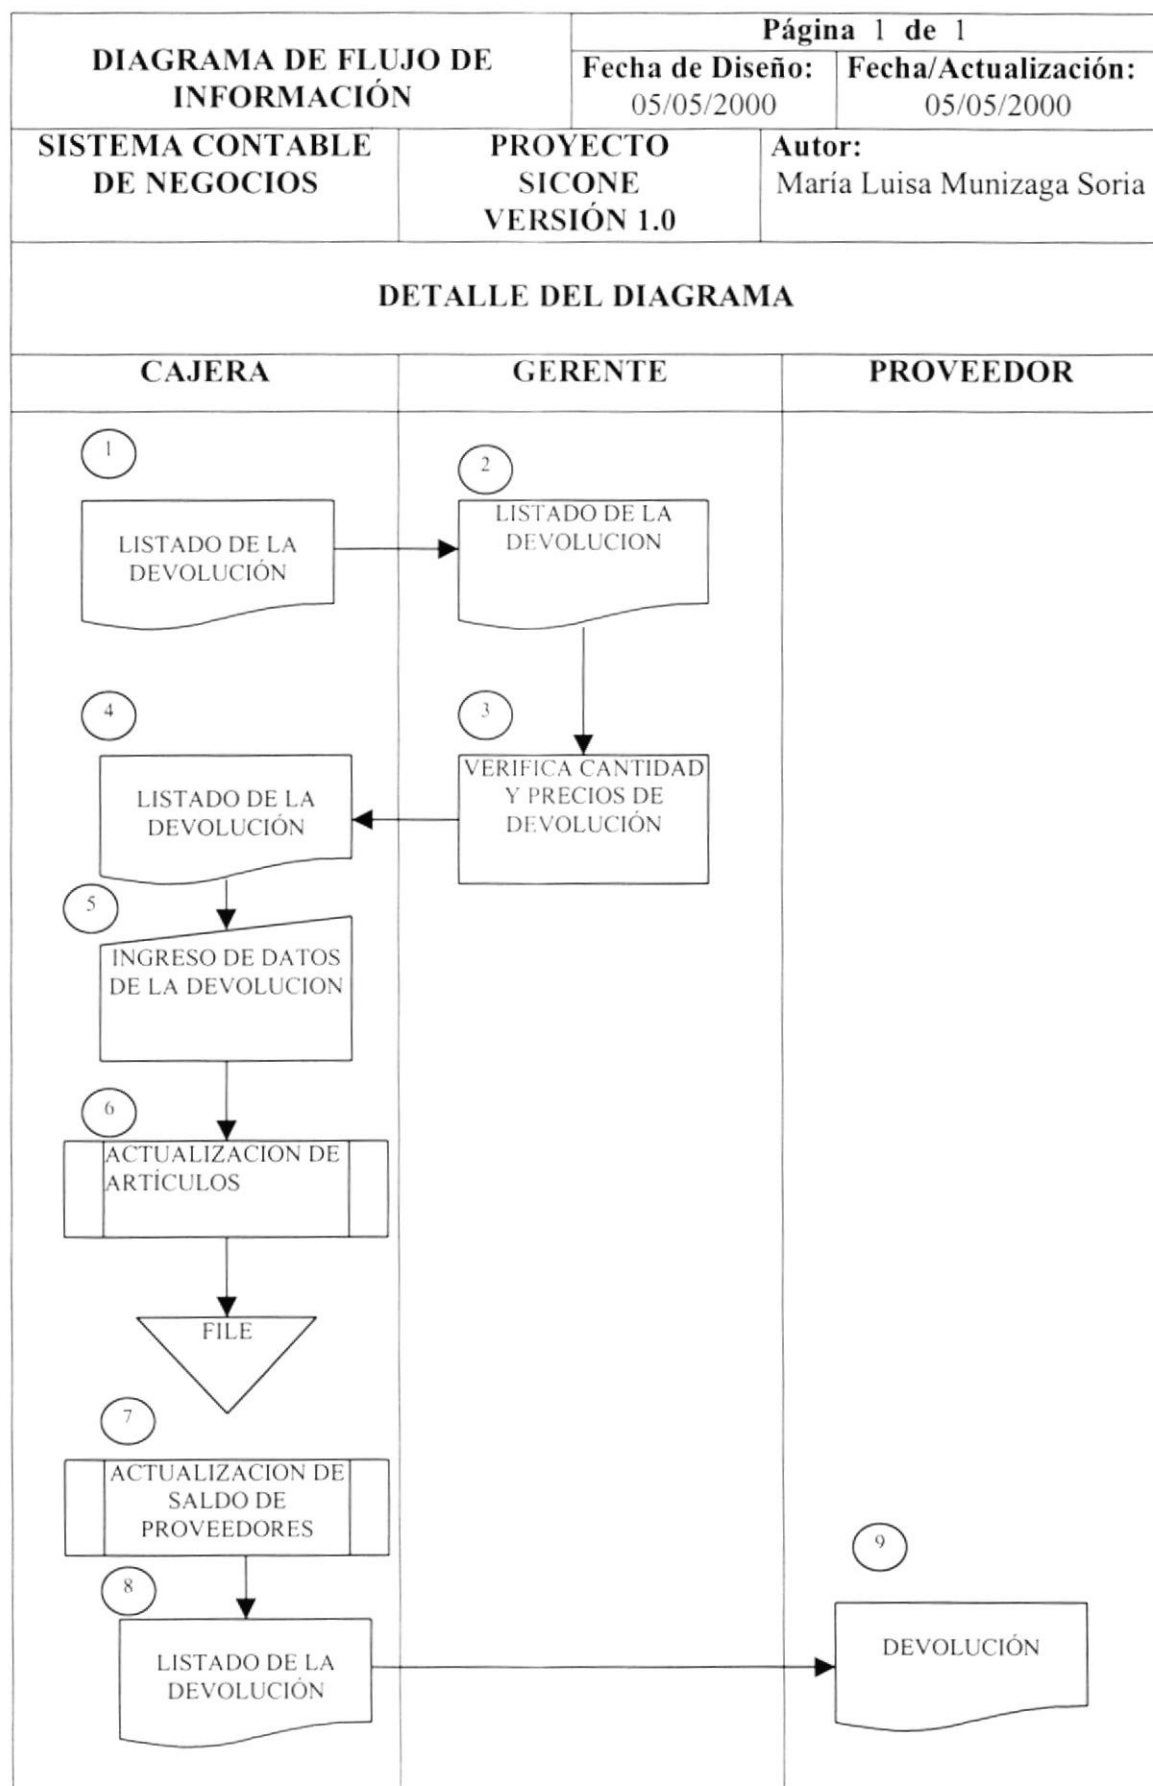 DIAGRAMA DE FLUJO DE
INFORMACIÓN
Página 1 de 1
Fecha de Diseño:
05/05/2000
Fecha/Actualización:
05/05/2000
SISTEMA CONTABLE
DE NEGOCIOS
PROYECTO
SICONE
VERSIÓN 1.0
Autor:
María Luisa Munizaga Soria
DETALLE DEL DIAGRAMA
CAJERA
GERENTE
PROVEEDOR
1
LISTADO DE LA
DEVOLUCIÓN
2
LISTADO DE LA
DEVOLUCION
3
VERIFICA CANTIDAD
Y PRECIOS DE
DEVOLUCIÓN
4
LISTADO DE LA
DEVOLUCIÓN
5
INGRESO DE DATOS
DE LA DEVOLUCION
6
ACTUALIZACION DE
ARTÍCULOS
FILE
7
ACTUALIZACION DE
SALDO DE
PROVEEDORES
8
LISTADO DE LA
DEVOLUCIÓN
9
DEVOLUCIÓN